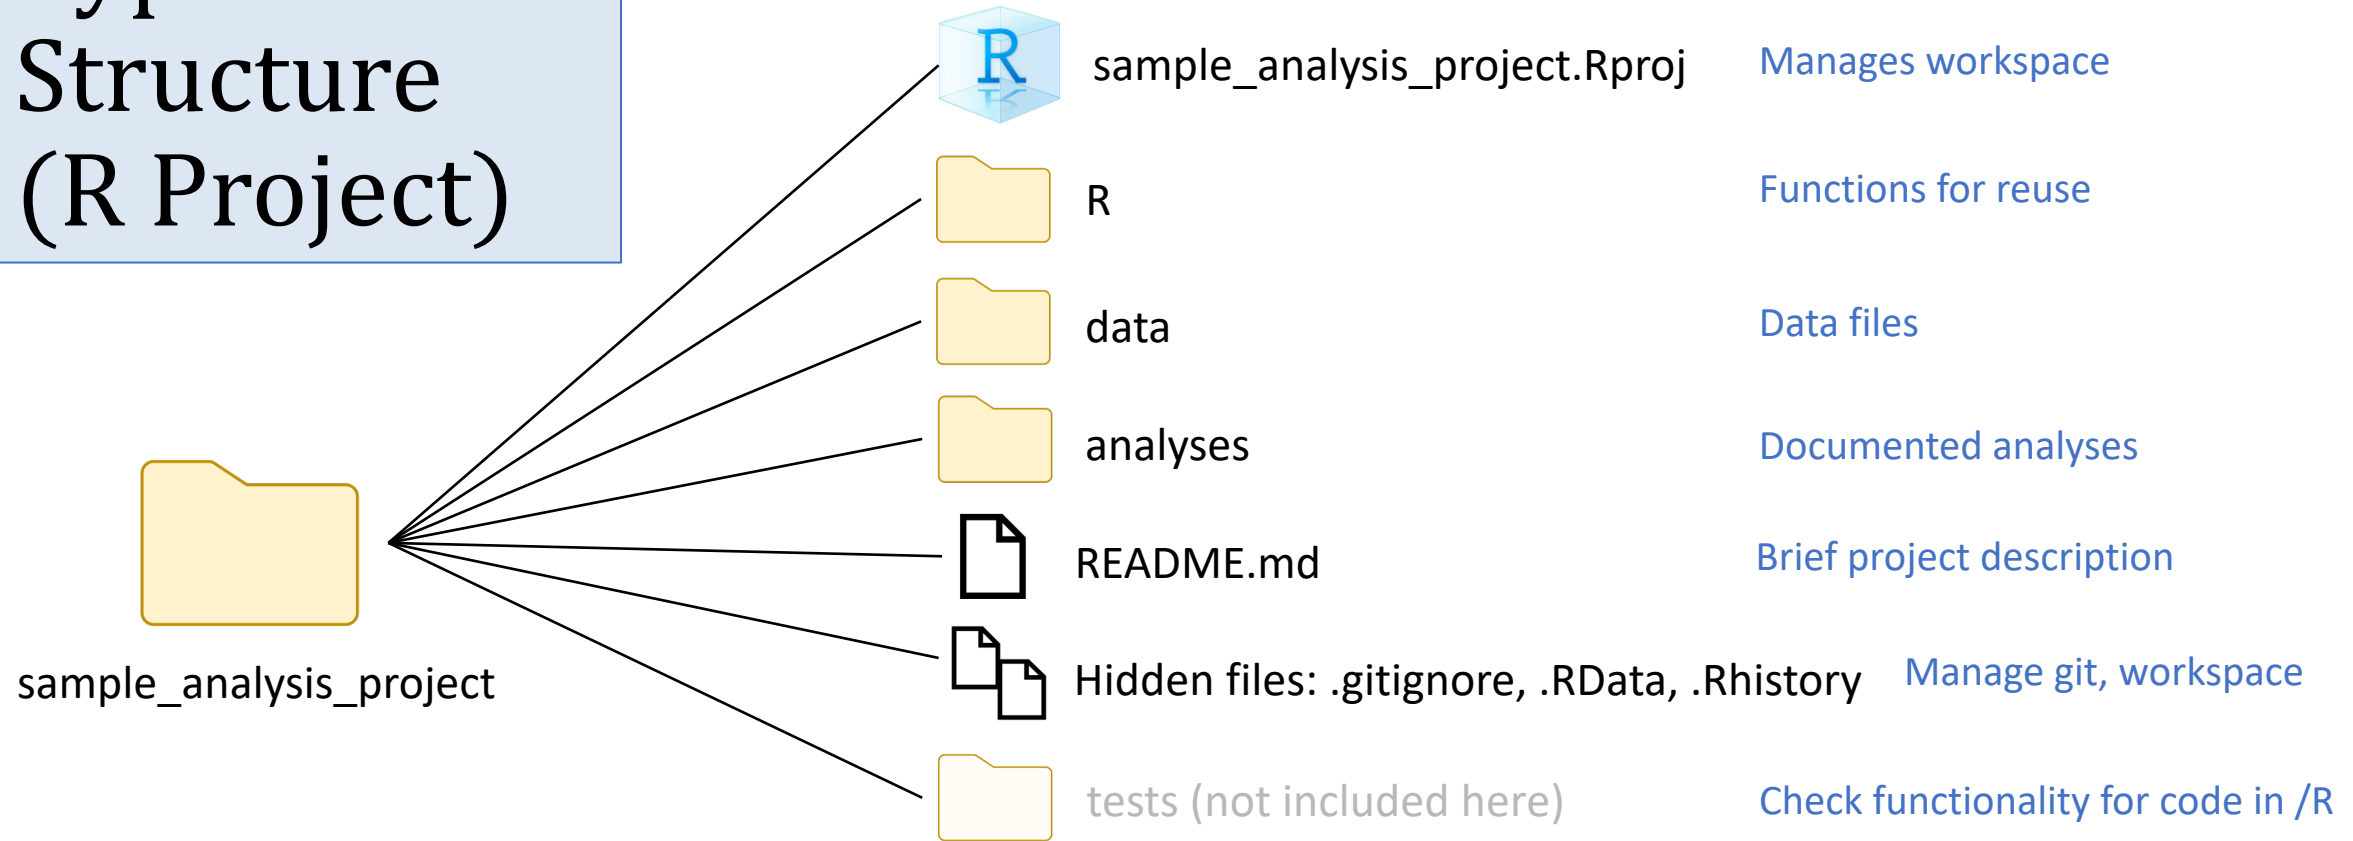 Structure
(R Project)
R
sample_analysis_project.Rproj
Manages workspace
R
Functions for reuse
data
Data files
analyses
Documented analyses
README.md
Brief project description
sample_analysis_project
Hidden files: .gitignore, .RData, .Rhistory
Manage git, workspace
tests (not included here)
Check functionality for code in /R